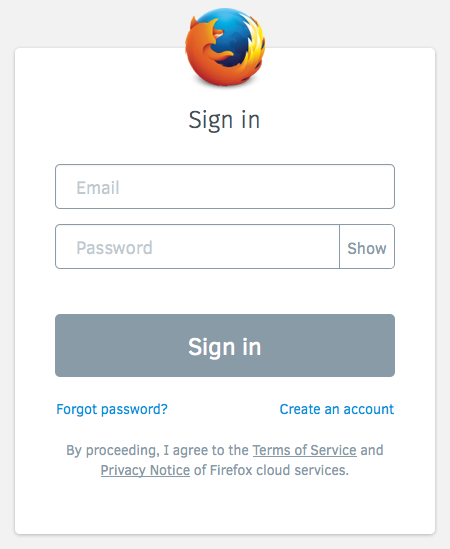 Sign in
Email
Password Show
Sign in
Forgot password? Create an account
By proceeding, I agree to the Terms of Service and
Privacy Notice of Firefox cloud services.